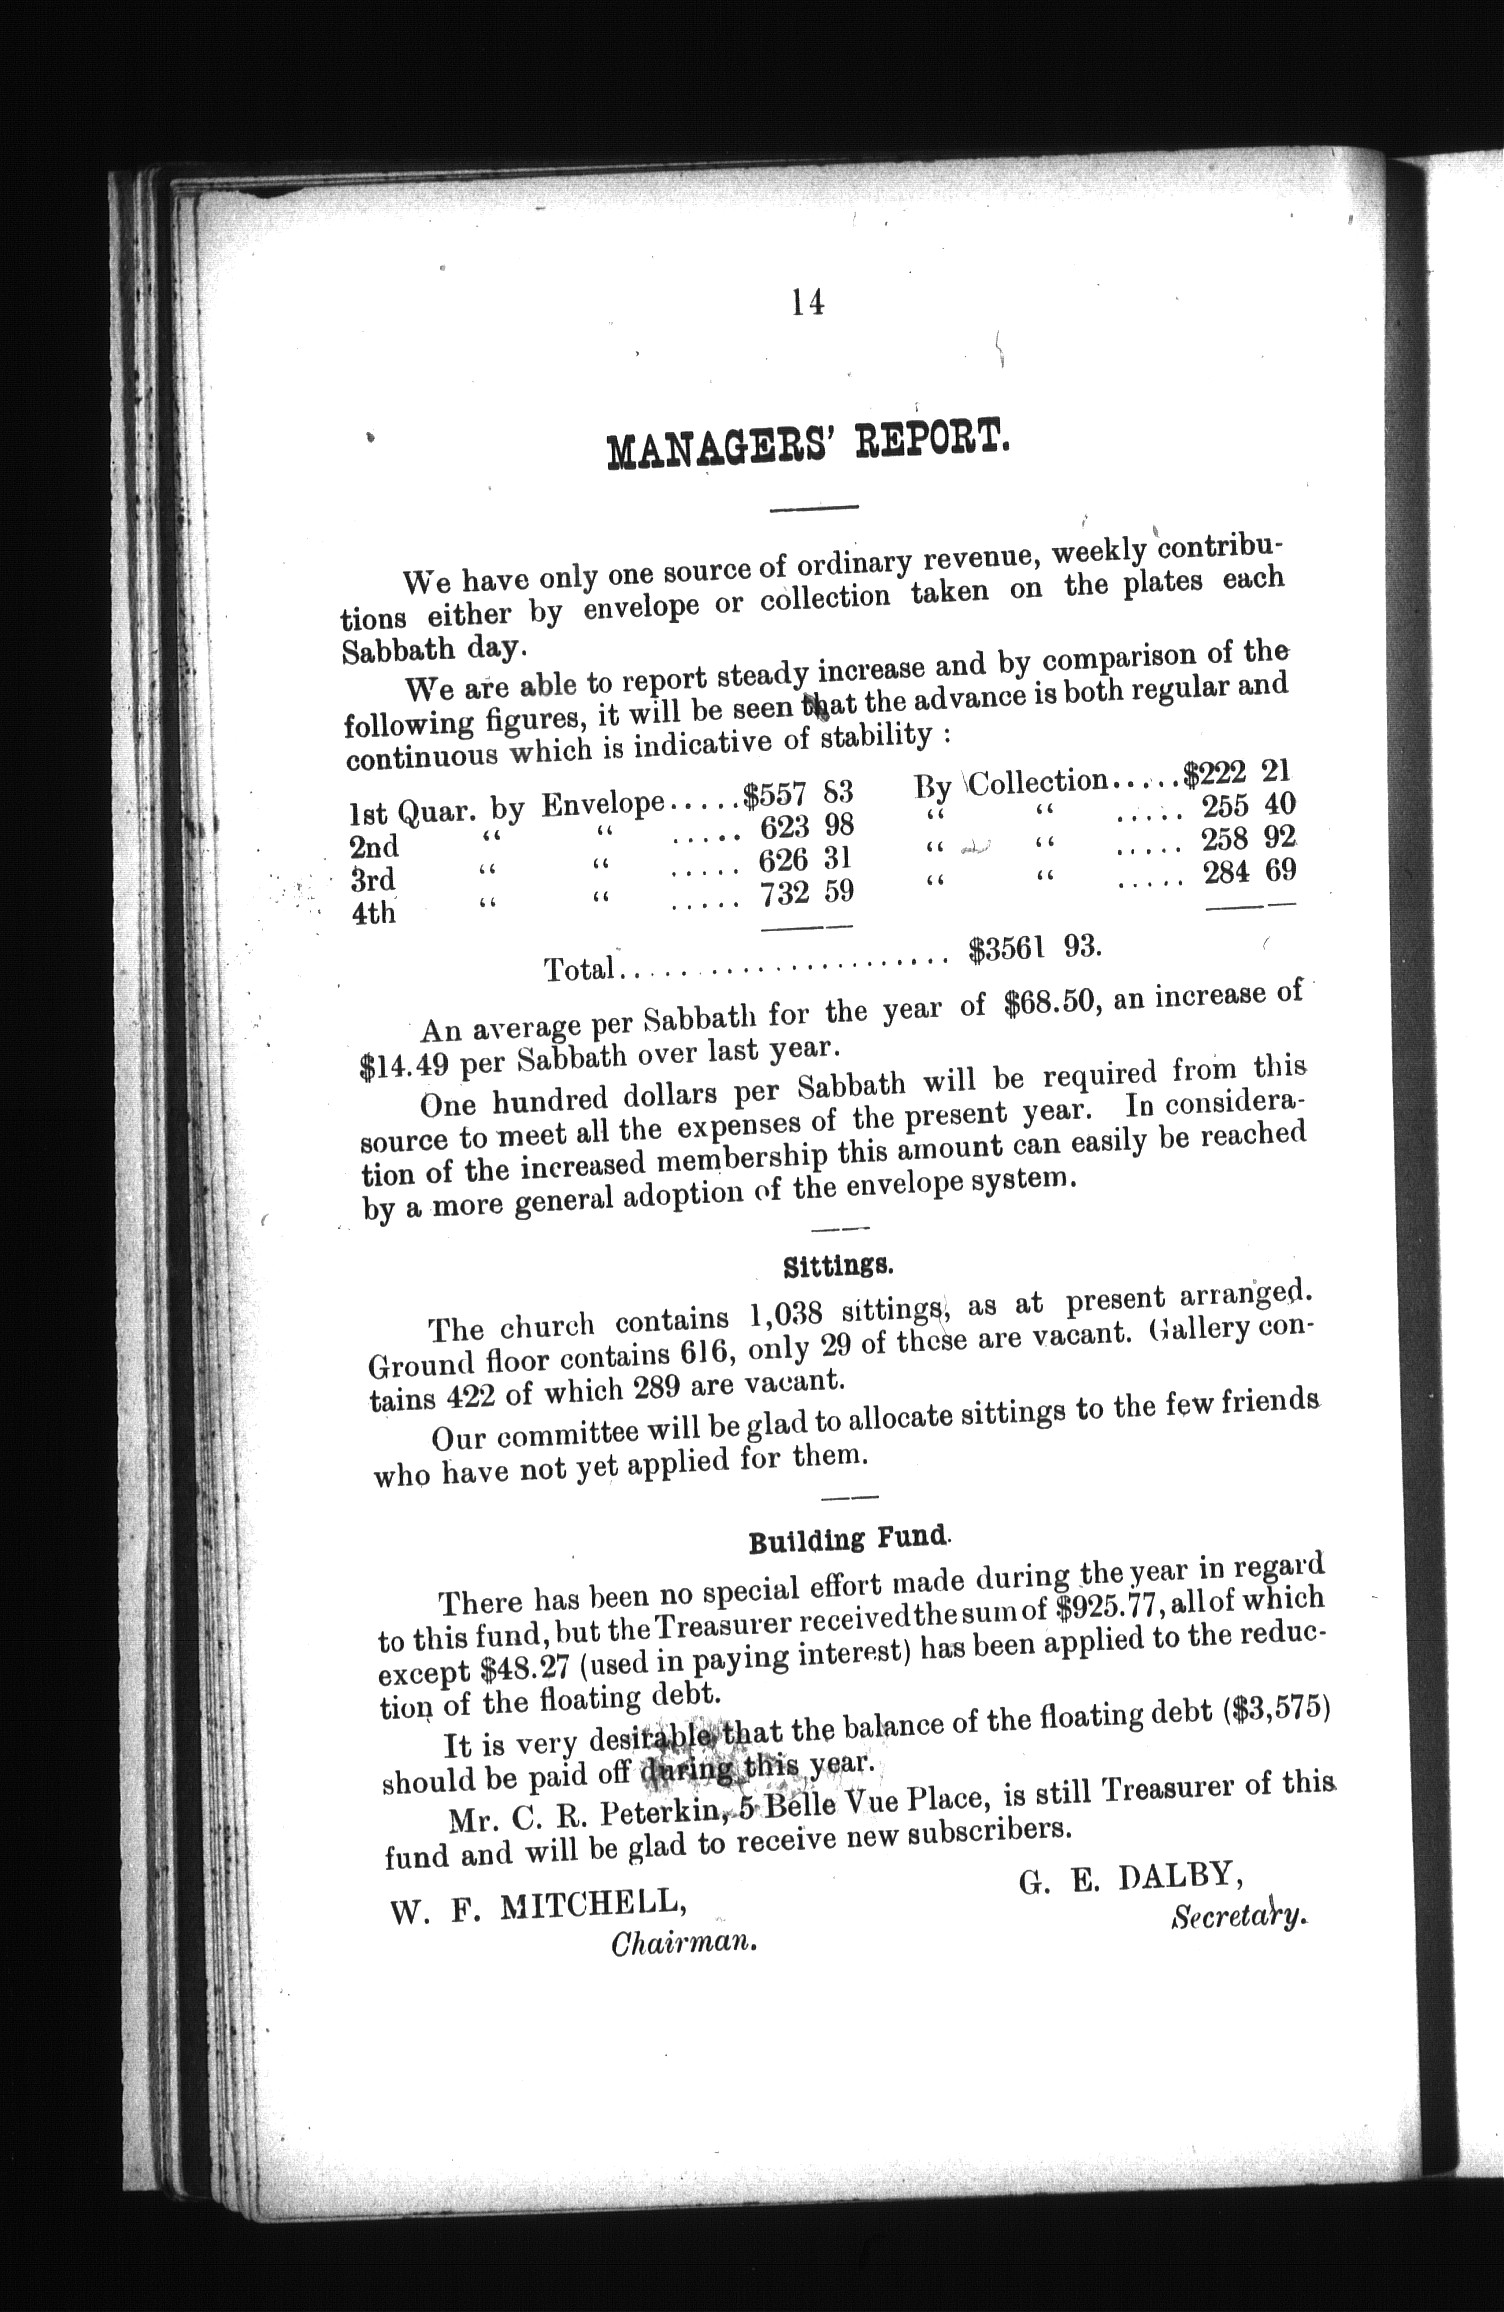 14
MANAGERS' REPORT.
We have only one source of ordinary revenue, weekly contribu-
tions either by envelope or collection taken on the plates each
Sabbath day.
We are able to report steady increase and by comparison of the
following figures, it will be seen that the advance is both regular and
continuous which is indicative of stability :
1st Quar. by Envelope.....$557 83 By Collection.....$222 21
2nd " " ..... 623 98 " " ..... 255 40
3rd " " ..... 626 31 " " ..... 258 92
4th " " ..... 732 59 " " ..... 284 69
Total...................... $3561 93.
An average per Sabbath for the year of $68.50, an increase of
$14.49 per Sabbath over last year.
One hundred dollars per Sabbath will be required from this
source to meet all the expenses of the present year. In considera-
tion of the increased membership this amount can easily be reached
by a more general adoption of the envelope system.
Sittings.
The church contains 1,038 sittings, as at present arranged.
Ground floor contains 616, only 29 of these are vacant. Gallery con-
tains 422 of which 289 are vacant.
Our committee will be glad to allocate sittings to the few friends
who have not yet applied for them.
Building Fund.
There has been no special effort made during the year in regard
to this fund, but the Treasurer received the sum of $925.77, all of which
except $48.27 (used in paying interest) has been applied to the reduc-
tion of the floating debt.
It is very desirable that the balance of the floating debt ($3,575)
should be paid off during this year.
Mr. C. R. Peterkin, 5 Belle Vue Place, is still Treasurer of this
fund and will be glad to receive new subscribers.
W. F. MITCHELL, G. E. DALBY,
Chairman. Secretary.